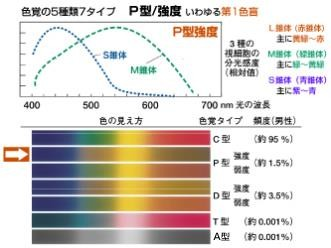 色覚の5種類7タイプ P型/強度 いわゆる第1色盲
P型強度
S錐体
M錐体
3種の
視細胞の
分光感度
(相対値)
L錐体 (赤錐体)
主に黄緑〜赤
M錐体 (緑錐体)
主に緑〜黄緑
S錐体 (青錐体)
主に紫〜青
400 500 600 700 nm 光の波長
色の見え方 色覚タイプ 頻度(男性)
C型 (約 95 %)
P型 強度 弱度 (約 1.5%)
D型 強度 弱度 (約 3.5%)
T型 (約 0.001%)
A型 (約 0.001%)